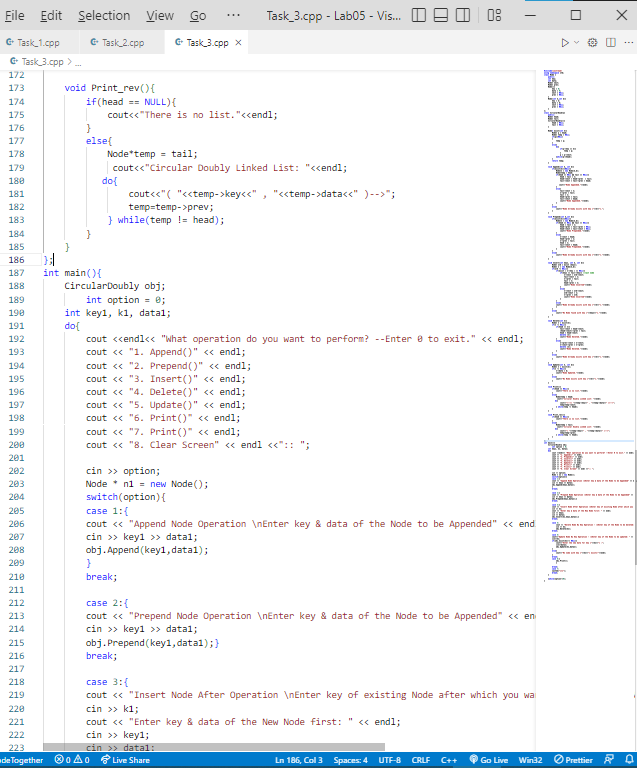 File Edit Selection View Go ··· Task_3.cpp - Lab05 - Vis...
Task_1.cpp Task_2.cpp Task_3.cpp ×
Task_3.cpp > ...
172
173 void Print_rev(){
174 if(head == NULL){
175 cout<<"There is no list."<<endl;
176 }
177 else{
178 Node*temp = tail;
179 cout<<"Circular Doubly Linked List: "<<endl;
180 do{
181 cout<<"( "<<temp->key<<" , "<<temp->data<<" )-->";
182 temp=temp->prev;
183 } while(temp != head);
184 }
185 }
186 };
187 int main(){
188 CircularDoubly obj;
189 int option = 0;
190 int key1, k1, data1;
191 do{
192 cout <<endl<< "What operation do you want to perform? --Enter 0 to exit." << endl;
193 cout << "1. Append()" << endl;
194 cout << "2. Prepend()" << endl;
195 cout << "3. Insert()" << endl;
196 cout << "4. Delete()" << endl;
197 cout << "5. Update()" << endl;
198 cout << "6. Print()" << endl;
199 cout << "7. Print()" << endl;
200 cout << "8. Clear Screen" << endl <<":: ";
201
202 cin >> option;
203 Node * n1 = new Node();
204 switch(option){
205 case 1:{
206 cout << "Append Node Operation \nEnter key & data of the Node to be Appended" << end
207 cin >> key1 >> data1;
208 obj.Append(key1,data1);
209 }
210 break;
211
212 case 2:{
213 cout << "Prepend Node Operation \nEnter key & data of the Node to be Appended" << en
214 cin >> key1 >> data1;
215 obj.Prepend(key1,data1);}
216 break;
217
218 case 3:{
219 cout << "Insert Node After Operation \nEnter key of existing Node after which you wa
220 cin >> k1;
221 cout << "Enter key & data of the New Node first: " << endl;
222 cin >> key1;
223 cin >> data1;
odeTogether 0 0 Live Share Ln 186, Col 3 Spaces: 4 UTF-8 CRLF C++ Go Live Win32 Prettier